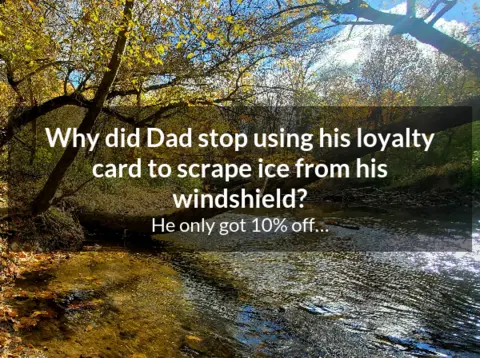 Why did Dad stop using his loyalty
card to scrape ice from his
windshield?
He only got 10% off...